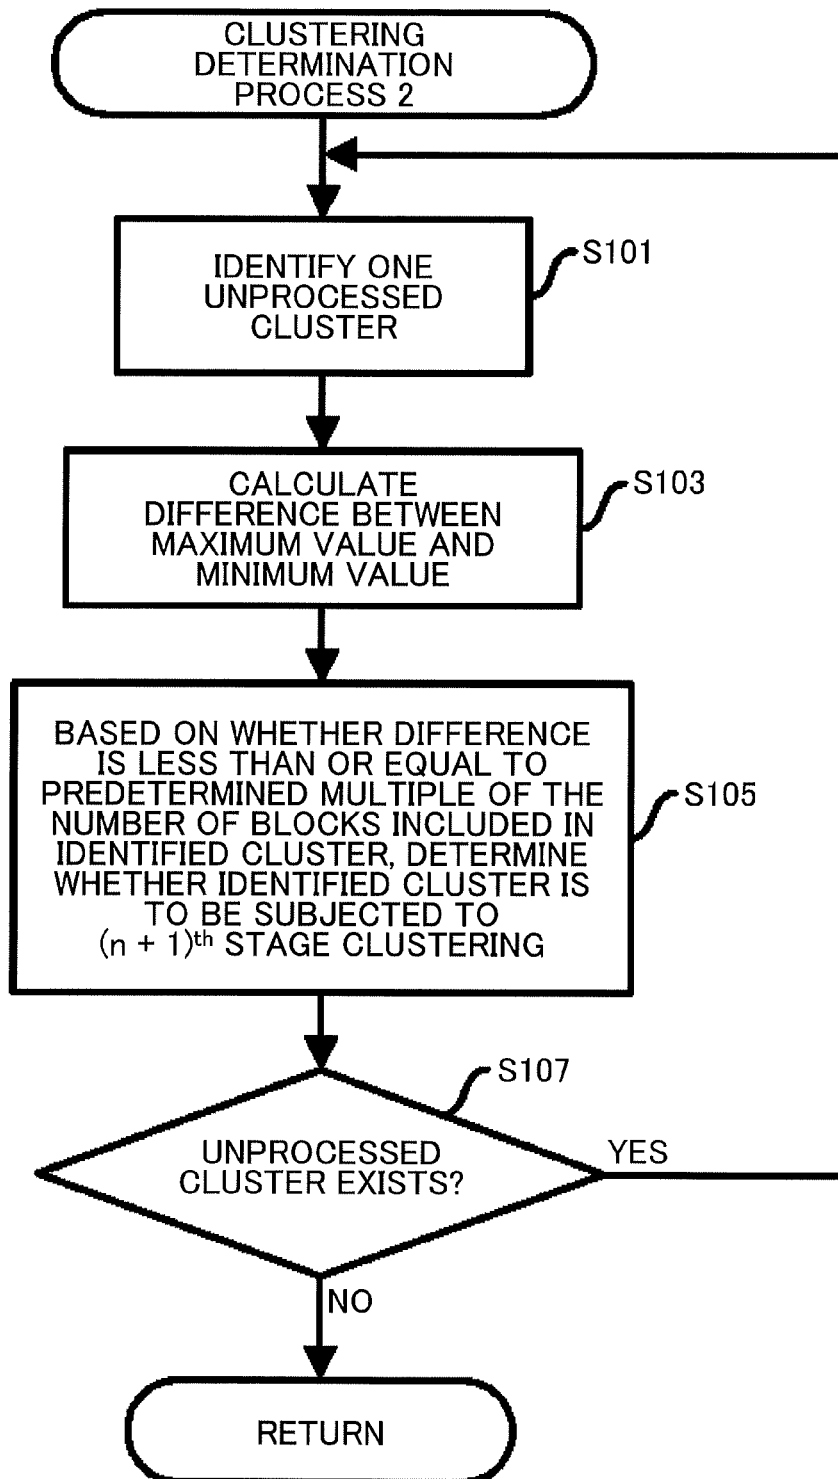 CLUSTERING
DETERMINATION
PROCESS 2
IDENTIFY ONE
UNPROCESSED
CLUSTER
S101
CALCULATE
DIFFERENCE BETWEEN
MAXIMUM VALUE AND
MINIMUM VALUE
S103
BASED ON WHETHER DIFFERENCE
IS LESS THAN OR EQUAL TO
PREDETERMINED MULTIPLE OF THE
NUMBER OF BLOCKS INCLUDED IN
IDENTIFIED CLUSTER, DETERMINE
WHETHER IDENTIFIED CLUSTER IS
TO BE SUBJECTED TO
(n + 1)th STAGE CLUSTERING
S105
S107
UNPROCESSED
CLUSTER EXISTS?
YES
NO
RETURN